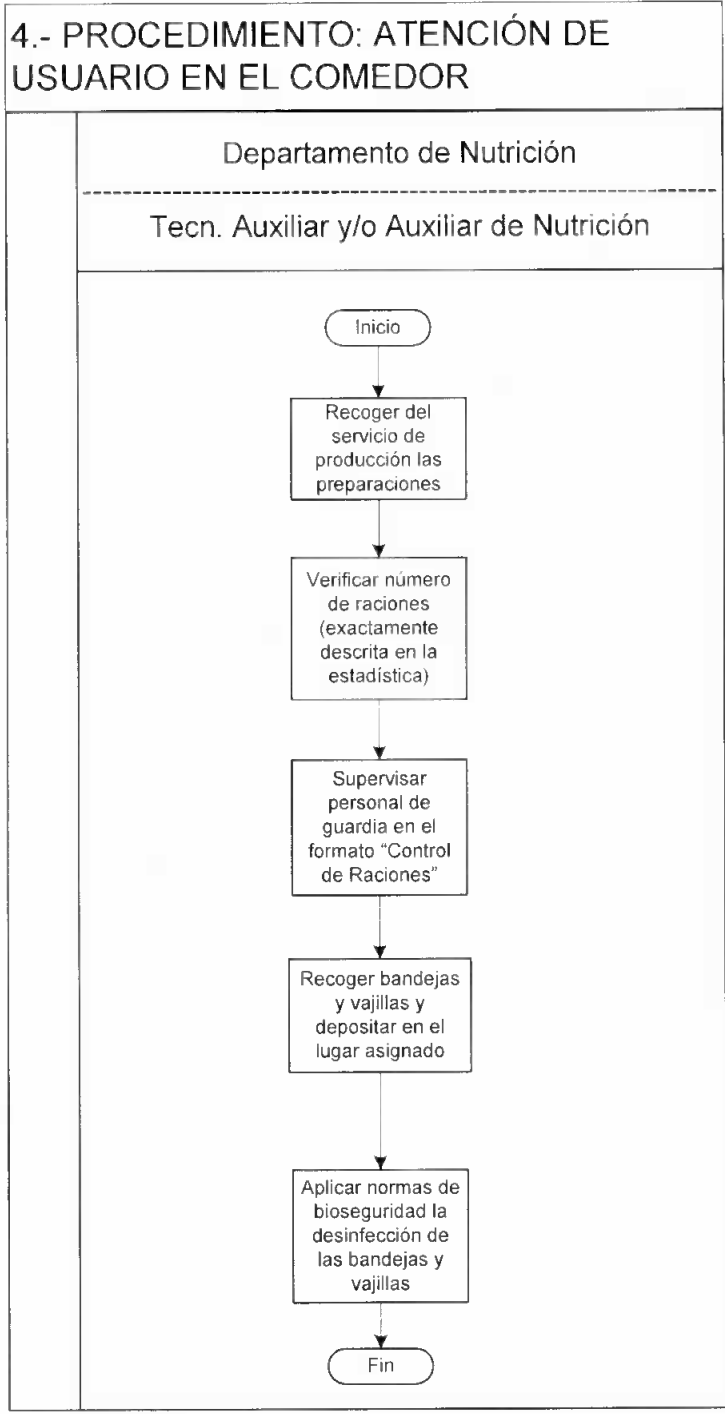 4.- PROCEDIMIENTO: ATENCIÓN DE
USUARIO EN EL COMEDOR
Departamento de Nutrición
Tecn. Auxiliar y/o Auxiliar de Nutrición
Inicio
Recoger del
servicio de
producción las
preparaciones
Verificar número
de raciones
(exactamente
descrita en la
estadística)
Supervisar
personal de
guardia en el
formato “Control
de Raciones”
Recoger bandejas
y vajillas y
depositar en el
lugar asignado
Aplicar normas de
bioseguridad la
desinfección de
las bandejas y
vajillas
Fin